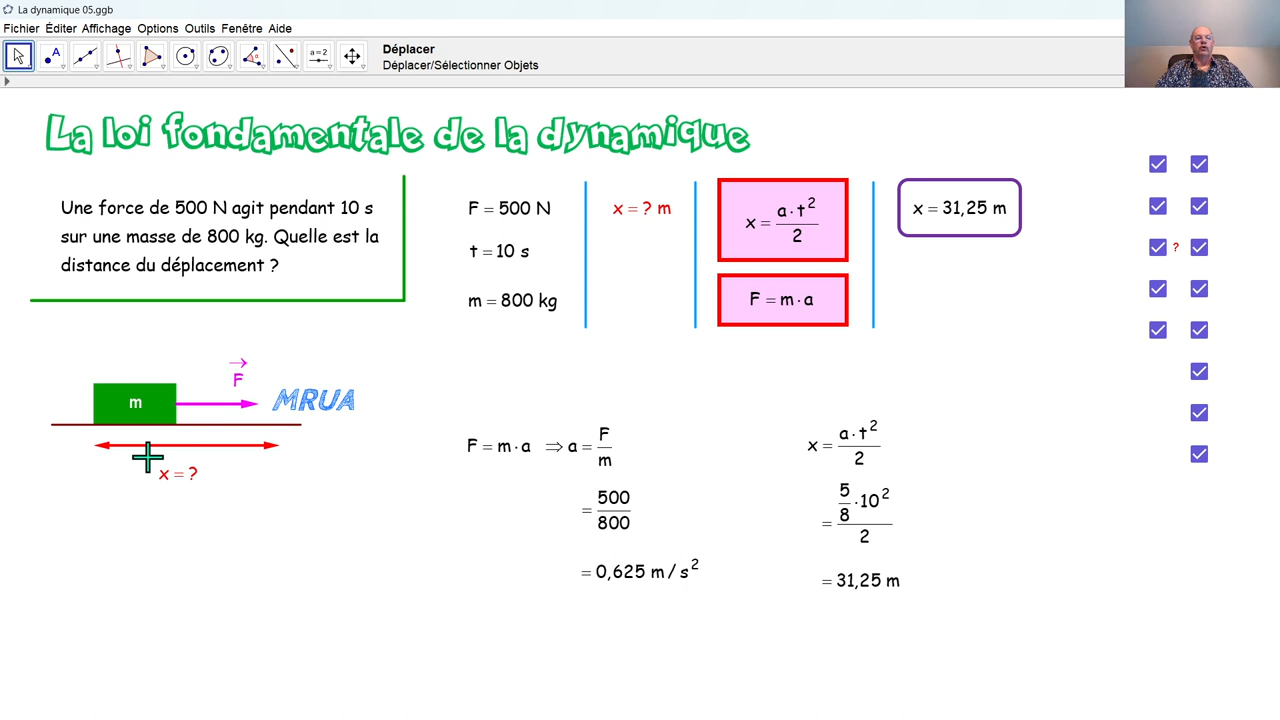 La dynamique 05.ggb
Fichier Éditer Affichage Options Outils Fenêtre Aide
A
a=2
Déplacer
Déplacer/Sélectionner Objets
La loi fondamentale de la dynamique
Une force de 500 N agit pendant 10 s
sur une masse de 800 kg. Quelle est la
distance du déplacement ?
F = 500 N
t = 10 s
m = 800 kg
x = ? m
x = a·t²/2
F = m·a
x = 31,25 m
?
m
F⃗
MRUA
x = ?
F = m·a ⇒ a = F/m
= 500/800
= 0,625 m/s²
x = a·t²/2
= 5/8·10²/2
= 31,25 m